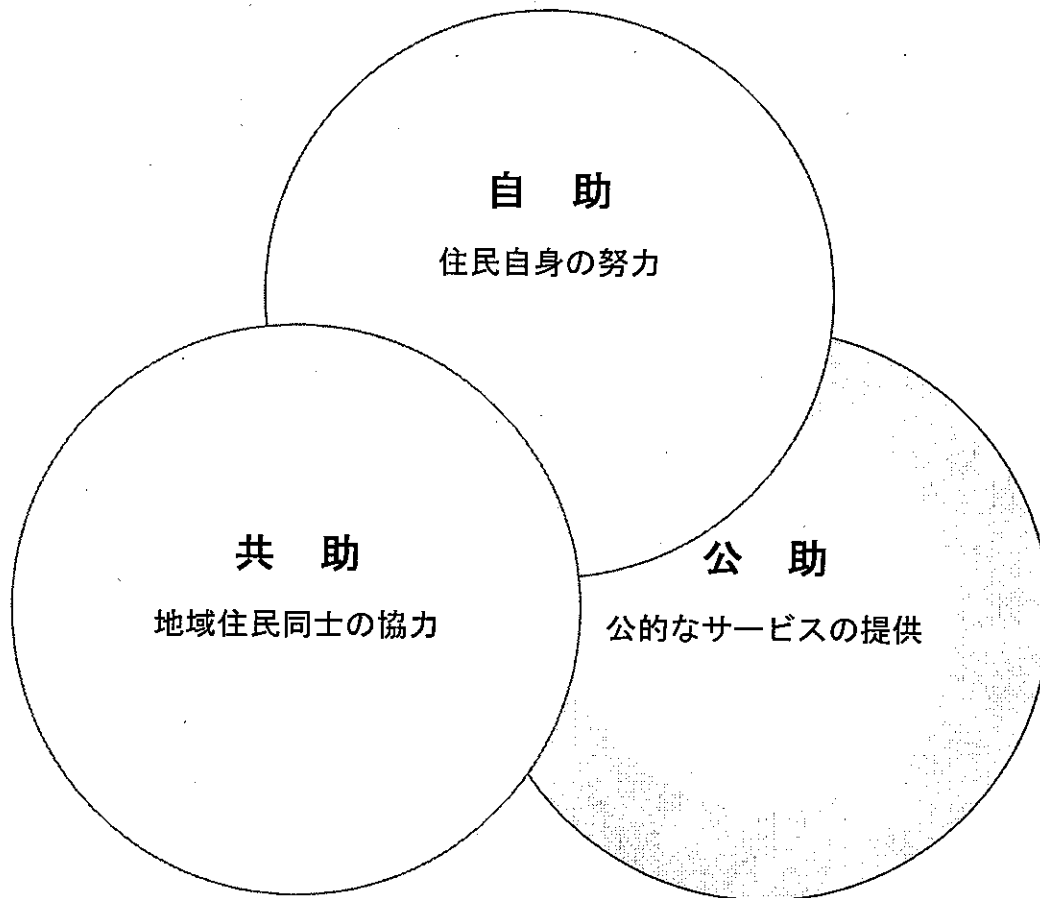 自　助
住民自身の努力
共　助
地域住民同士の協力
公　助
公的なサービスの提供